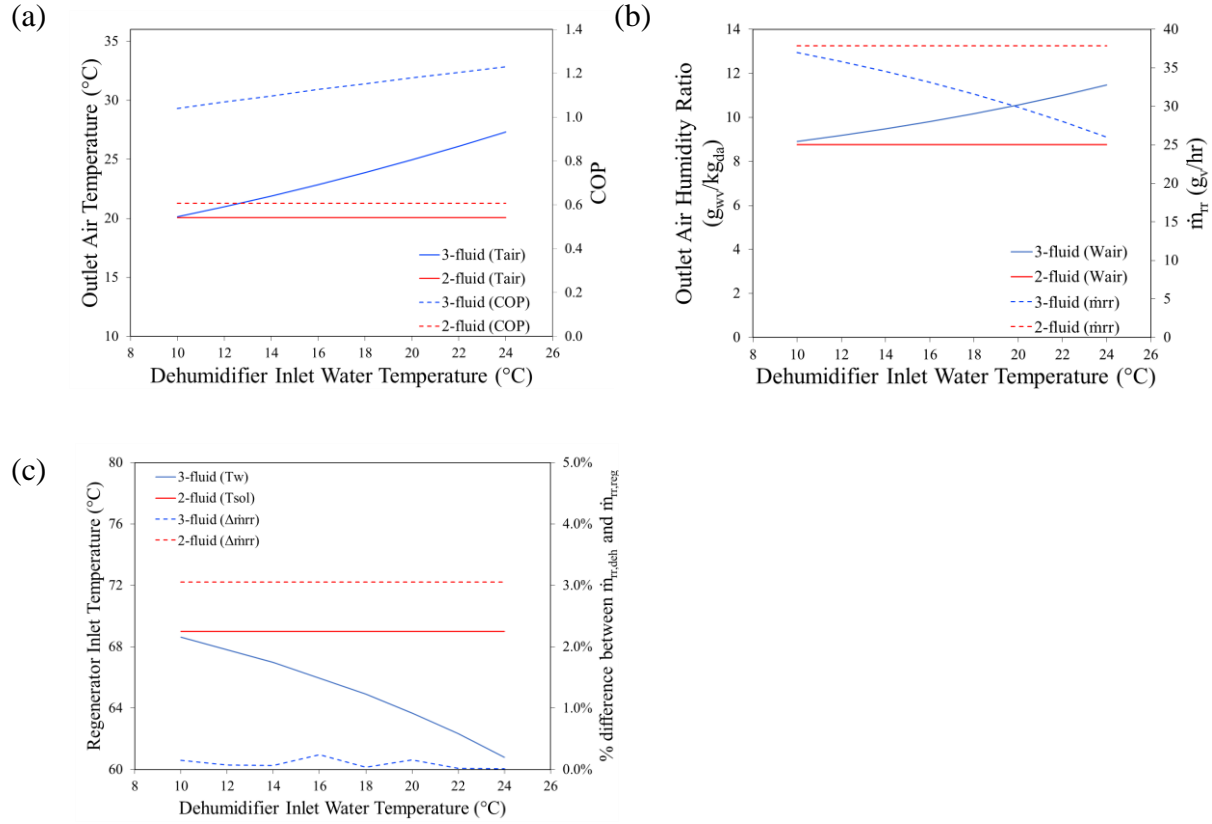 (a)
Outlet Air Temperature (°C)
35
30
25
20
15
10
1.4
1.2
1.0
0.8
0.6
0.4
0.2
0.0
COP
3-fluid (Tair)
2-fluid (Tair)
3-fluid (COP)
2-fluid (COP)
8 10 12 14 16 18 20 22 24 26
Dehumidifier Inlet Water Temperature (°C)
(b)
Outlet Air Humidity Ratio
(g_wv/kg_da)
14
12
10
8
6
4
2
0
40
35
30
25
20
15
10
5
0
ṁ_rr (g_v/hr)
3-fluid (Wair)
2-fluid (Wair)
3-fluid (ṁrr)
2-fluid (ṁrr)
8 10 12 14 16 18 20 22 24 26
Dehumidifier Inlet Water Temperature (°C)
(c)
Regenerator Inlet Temperature (°C)
80
76
72
68
64
60
5.0%
4.0%
3.0%
2.0%
1.0%
0.0%
% difference between ṁ_rr,deh and ṁ_rr,reg
3-fluid (Tw)
2-fluid (Tsol)
3-fluid (Δṁrr)
2-fluid (Δṁrr)
8 10 12 14 16 18 20 22 24 26
Dehumidifier Inlet Water Temperature (°C)